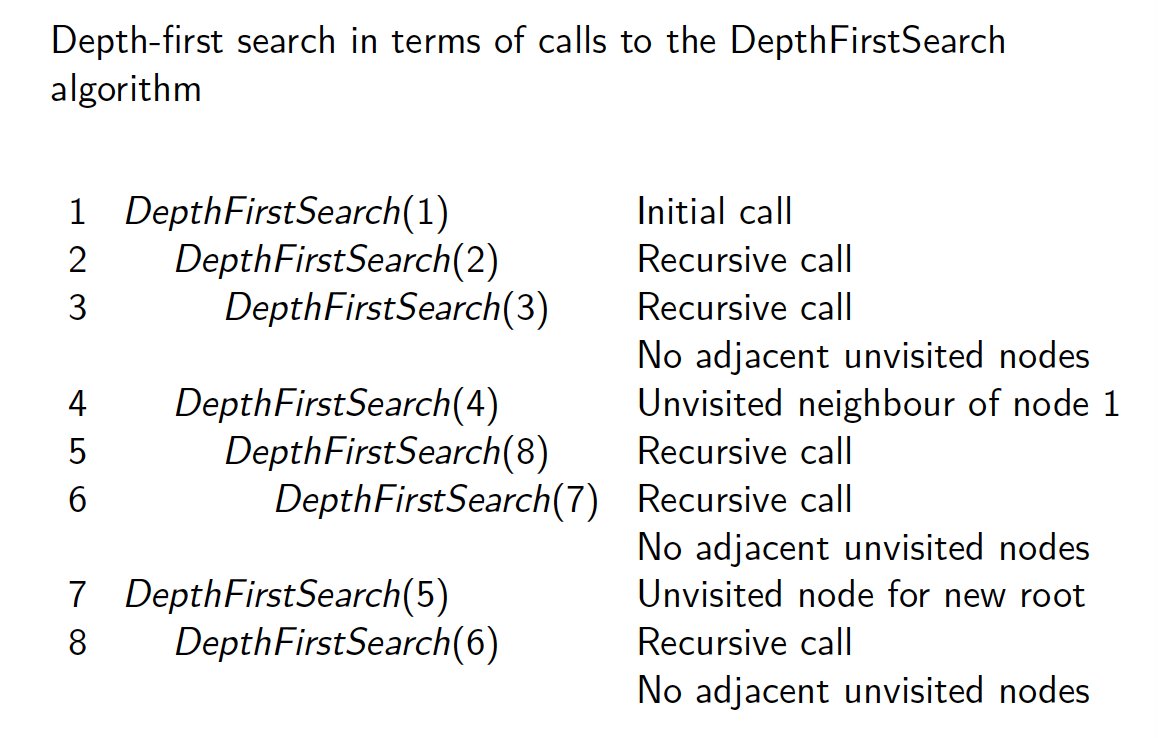 Depth-first search in terms of calls to the DepthFirstSearch
algorithm
1 DepthFirstSearch(1) Initial call
2 DepthFirstSearch(2) Recursive call
3 DepthFirstSearch(3) Recursive call
No adjacent unvisited nodes
4 DepthFirstSearch(4) Unvisited neighbour of node 1
5 DepthFirstSearch(8) Recursive call
6 DepthFirstSearch(7) Recursive call
No adjacent unvisited nodes
7 DepthFirstSearch(5) Unvisited node for new root
8 DepthFirstSearch(6) Recursive call
No adjacent unvisited nodes